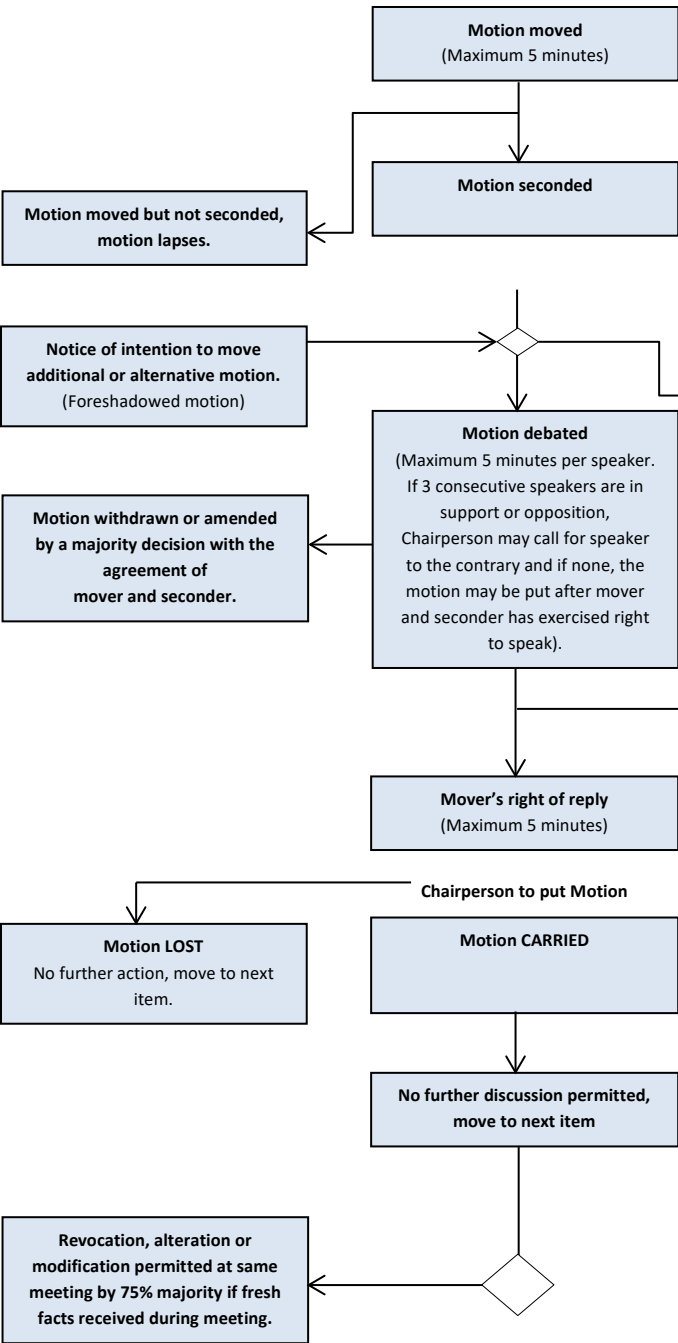 Motion moved
(Maximum 5 minutes)
Motion seconded
Motion moved but not seconded,
motion lapses.
Notice of intention to move
additional or alternative motion.
(Foreshadowed motion)
Motion debated
(Maximum 5 minutes per speaker.
If 3 consecutive speakers are in
support or opposition,
Chairperson may call for speaker
to the contrary and if none, the
motion may be put after mover
and seconder has exercised right
to speak).
Motion withdrawn or amended
by a majority decision with the
agreement of
mover and seconder.
Mover’s right of reply
(Maximum 5 minutes)
Chairperson to put Motion
Motion LOST
No further action, move to next
item.
Motion CARRIED
No further discussion permitted,
move to next item
Revocation, alteration or
modification permitted at same
meeting by 75% majority if fresh
facts received during meeting.